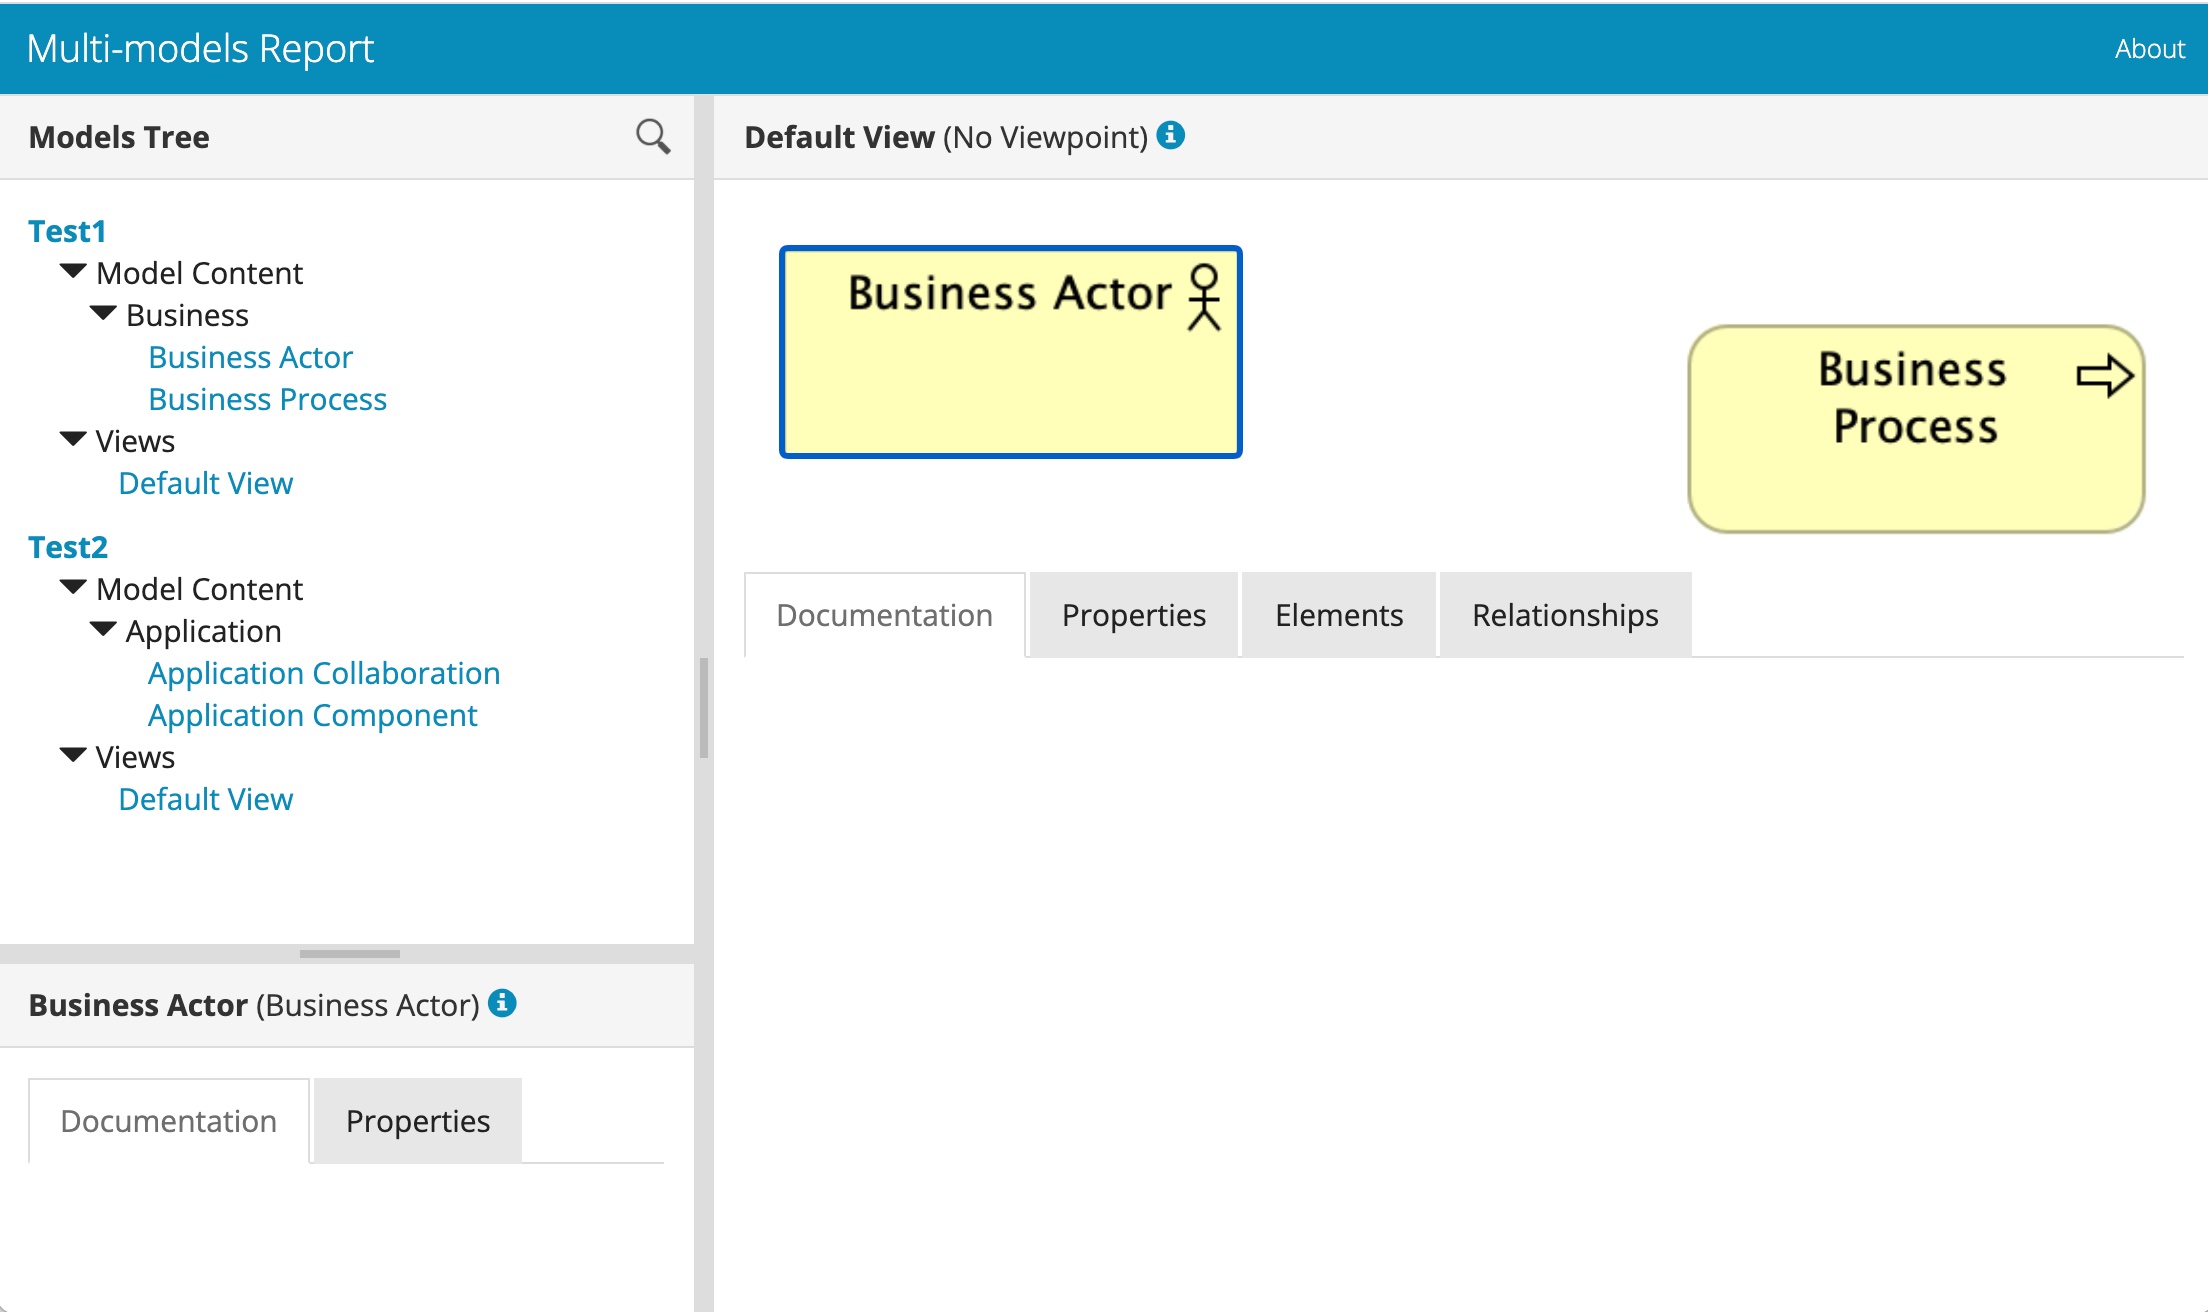 Multi-models Report
About
Models Tree
Test1
Model Content
Business
Business Actor
Business Process
Views
Default View
Test2
Model Content
Application
Application Collaboration
Application Component
Views
Default View
Business Actor (Business Actor)
Documentation
Properties
Default View (No Viewpoint)
Business Actor
Business
Process
Documentation
Properties
Elements
Relationships